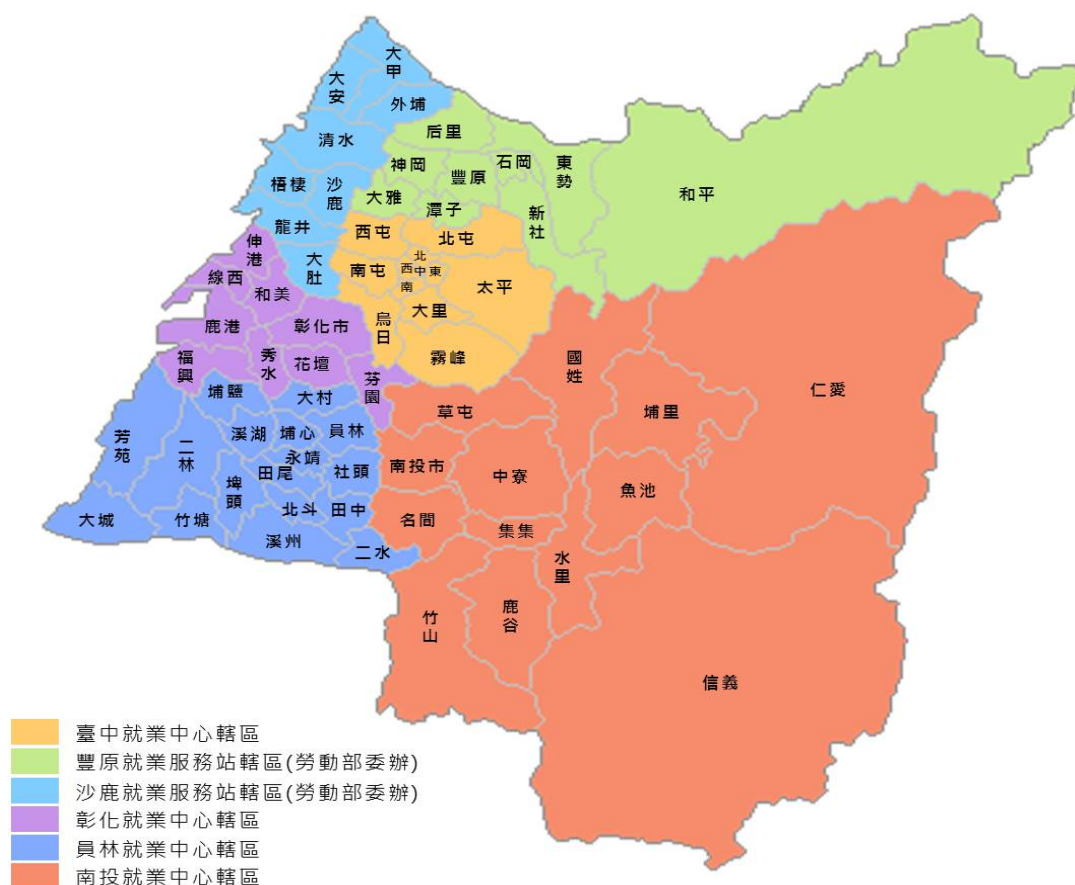 大甲
大安
外埔
清水
梧棲
沙鹿
龍井
大肚
后里
神岡
豐原
石岡
東勢
和平
大雅
潭子
新社
西屯
北屯
北
西中東
南
南屯
太平
大里
烏日
霧峰
伸港
線西
和美
鹿港
彰化市
福興
秀水
花壇
芬園
埔鹽
大村
芳苑
二林
溪湖
埔心
員林
永靖
田尾
社頭
埤頭
北斗
田中
大城
竹塘
溪州
二水
國姓
仁愛
草屯
埔里
南投市
中寮
魚池
名間
集集
水里
竹山
鹿谷
信義
臺中就業中心轄區
豐原就業服務站轄區(勞動部委辦)
沙鹿就業服務站轄區(勞動部委辦)
彰化就業中心轄區
員林就業中心轄區
南投就業中心轄區